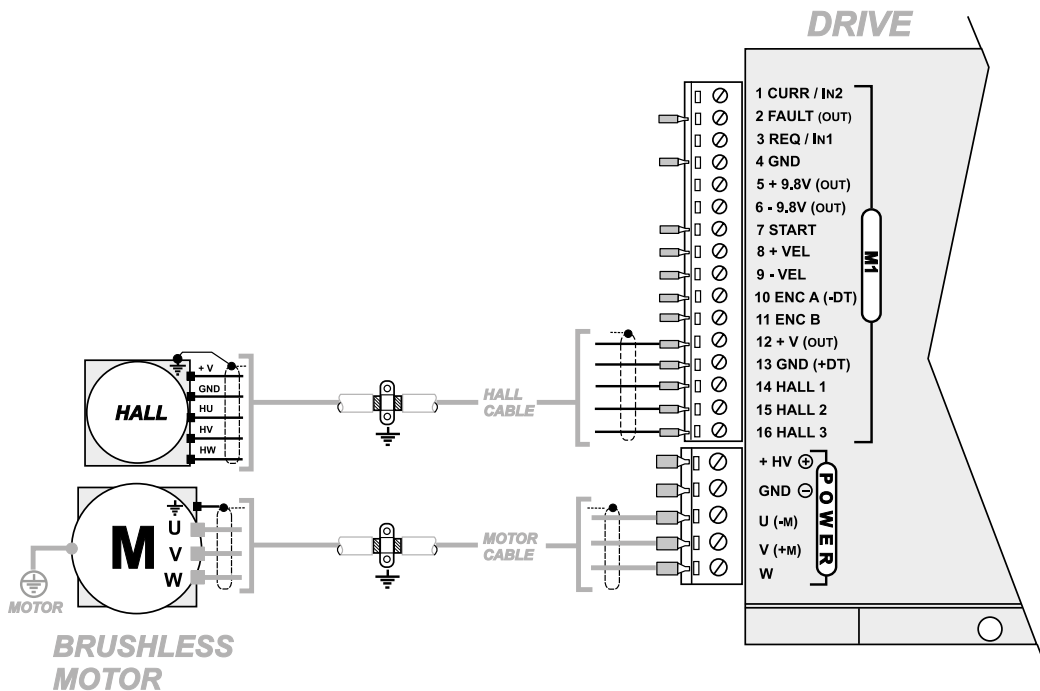 DRIVE
1 CURR / IN2
2 FAULT (OUT)
3 REQ / IN1
4 GND
5 + 9.8V (OUT)
6 - 9.8V (OUT)
7 START
8 + VEL
9 - VEL
10 ENC A (-DT)
11 ENC B
12 + V (OUT)
13 GND (+DT)
14 HALL 1
15 HALL 2
16 HALL 3
M1
+ HV +
GND -
U (-M)
V (+M)
W
POWER
HALL
+ V
GND
HU
HV
HW
HALL
CABLE
M
U
V
W
MOTOR
CABLE
MOTOR
BRUSHLESS
MOTOR